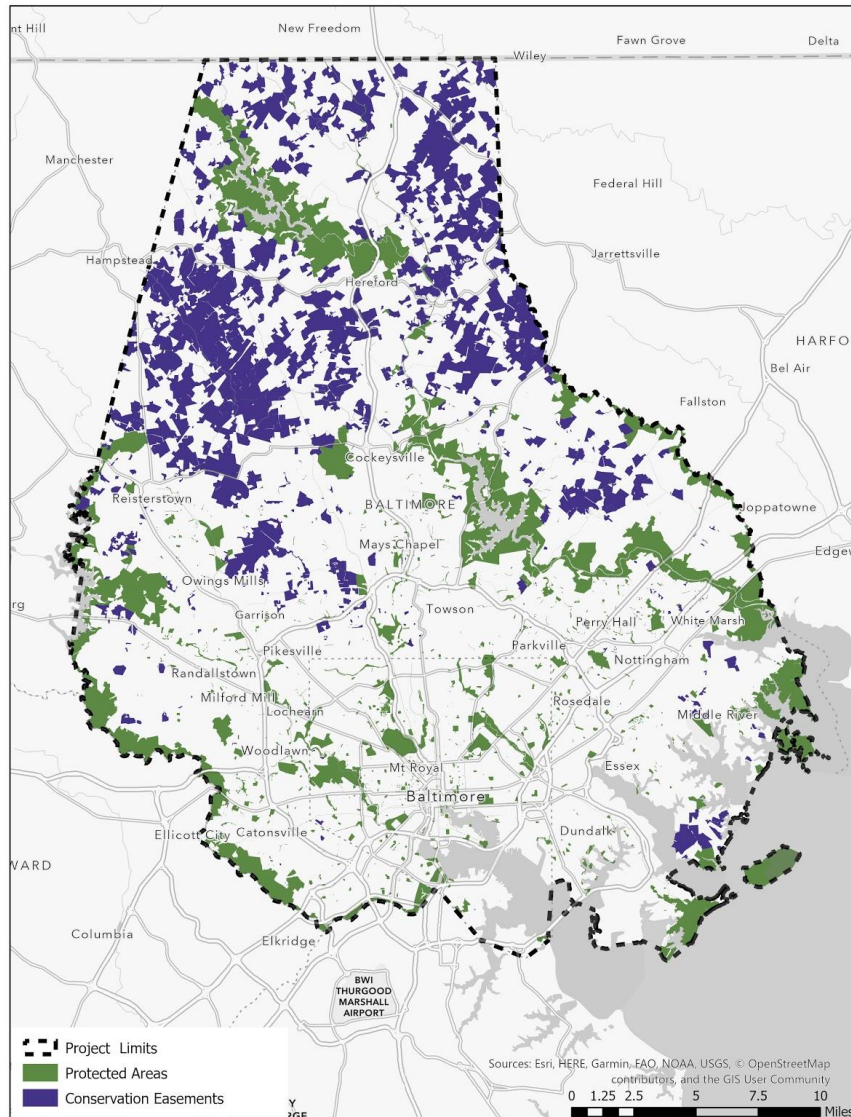 nt Hill
New Freedom
Fawn Grove
Delta
Wiley
Manchester
Federal Hill
Hampstead
Jarrettsville
Hereford
HARFO
Bel Air
Fallston
Cockeysville
Reisterstown
BALTIMORE
Joppatowne
Mays Chapel
Edgew
Owings Mills
rg
Garrison
Towson
Perry Hall
White Marsh
Pikesville
Parkville
Nottingham
Randallstown
Milford Mill
Lochearn
Rosedale
Middle River
Woodlawn
Mt Royal
Essex
Baltimore
Ellicott City
Catonsville
Dundalk
WARD
Columbia
Elkridge
BWI
THURGOOD
MARSHALL
AIRPORT
Project Limits
Protected Areas
Conservation Easements
Sources: Esri, HERE, Garmin, FAO, NOAA, USGS, © OpenStreetMap
contributors, and the GIS User Community
0 1.25 2.5 5 7.5 10
Miles